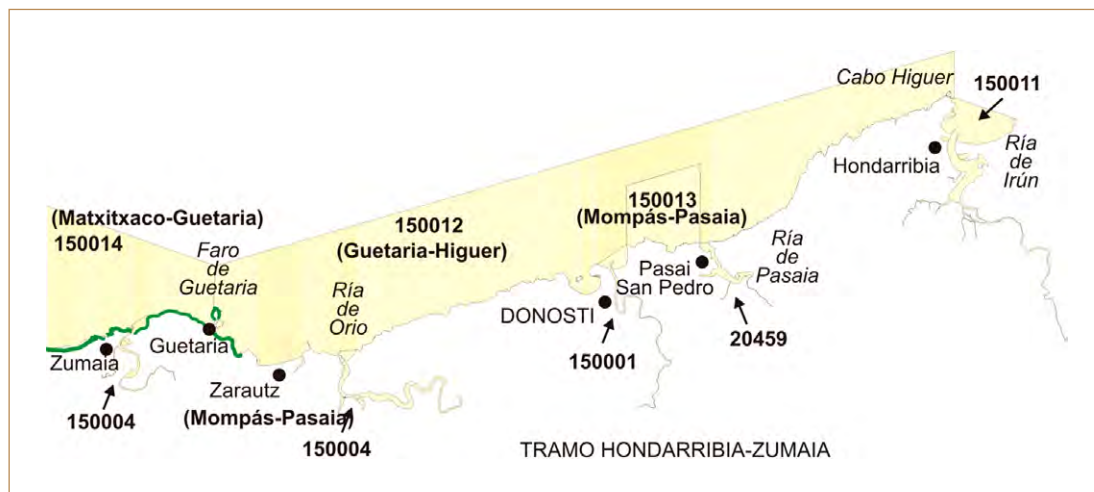 Cabo Higuer
150011
Ría
de
Irún
Hondarribia
(Matxitxaco-Guetaria)
150014
150012
(Guetaria-Higuer)
150013
(Mompás-Pasaia)
Faro
de
Guetaria
Ría
de
Orio
Ría
de
Pasaia
Pasai
San Pedro
DONOSTI
20459
150001
Guetaria
Zumaia
Zarautz
(Mompás-Pasaia)
150004
150004
TRAMO HONDARRIBIA-ZUMAIA